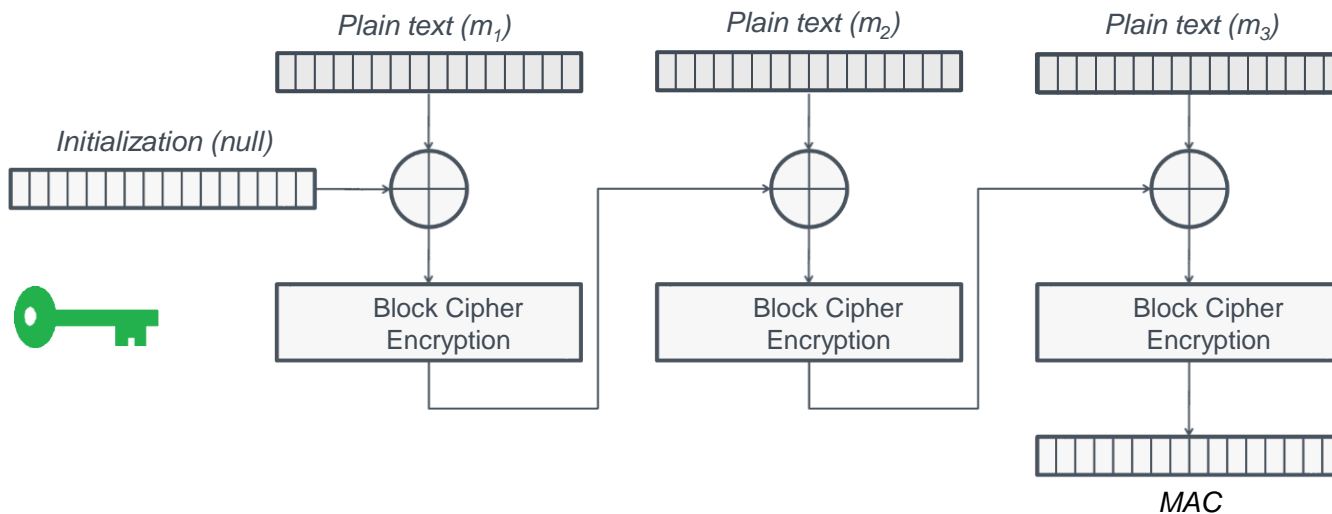 Plain text (m1)
Plain text (m2)
Plain text (m3)
Initialization (null)
Block Cipher
Encryption
Block Cipher
Encryption
Block Cipher
Encryption
MAC